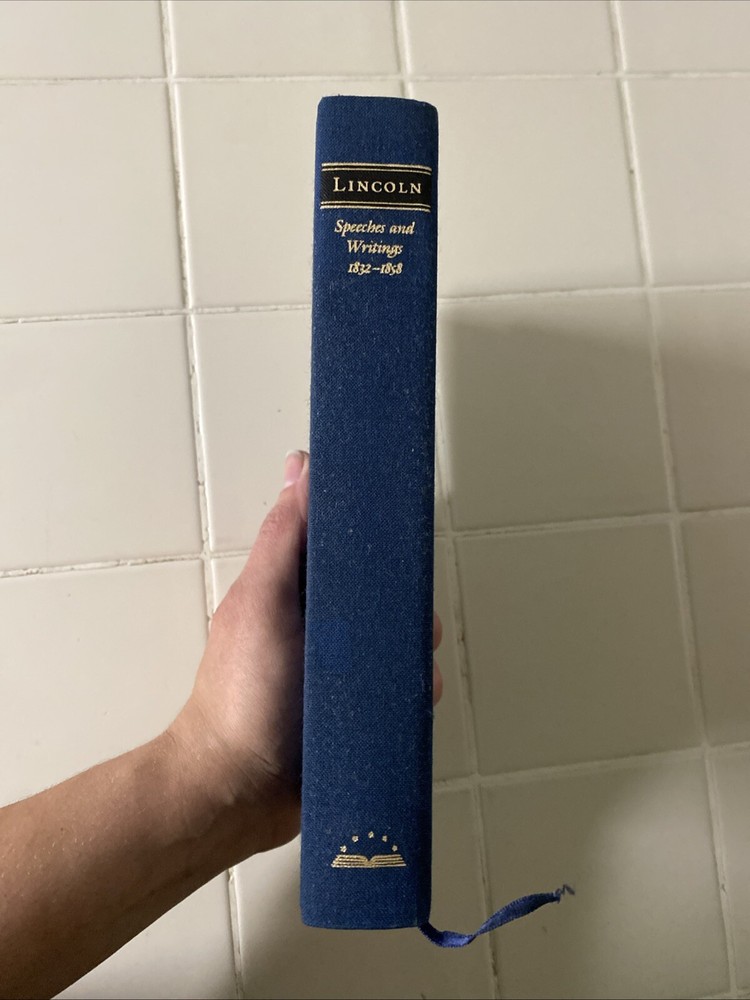 LINCOLN
Speeches and
Writings
1832–1858